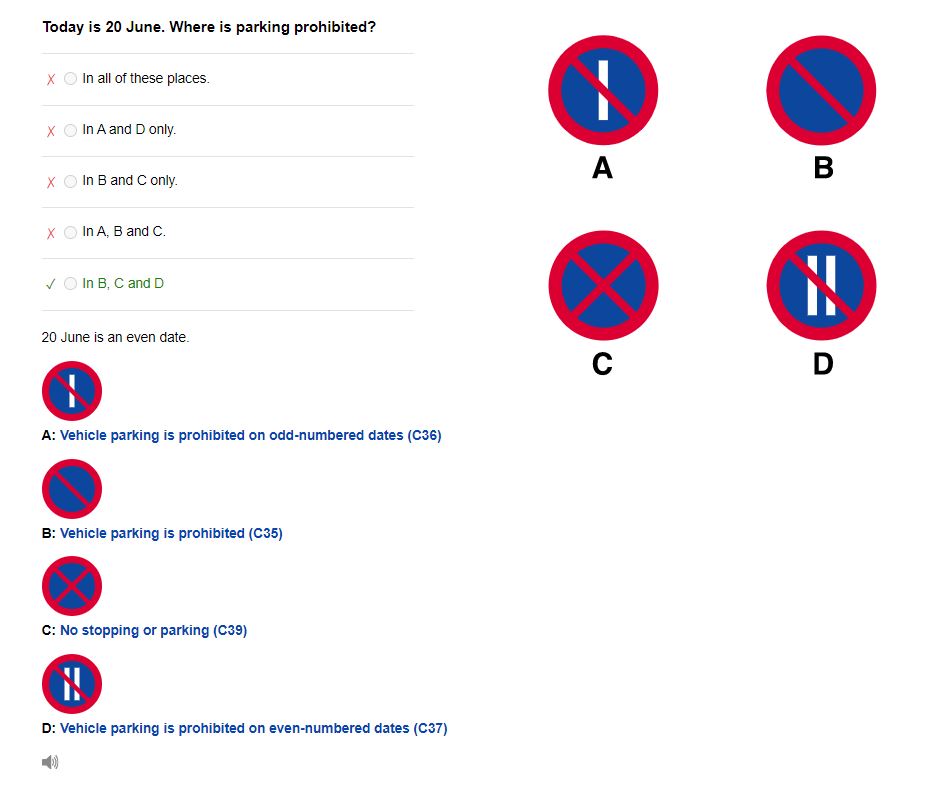 Today is 20 June. Where is parking prohibited?
In all of these places.
In A and D only.
In B and C only.
In A, B and C.
In B, C and D
20 June is an even date.
A: Vehicle parking is prohibited on odd-numbered dates (C36)
B: Vehicle parking is prohibited (C35)
C: No stopping or parking (C39)
D: Vehicle parking is prohibited on even-numbered dates (C37)
A
B
C
D